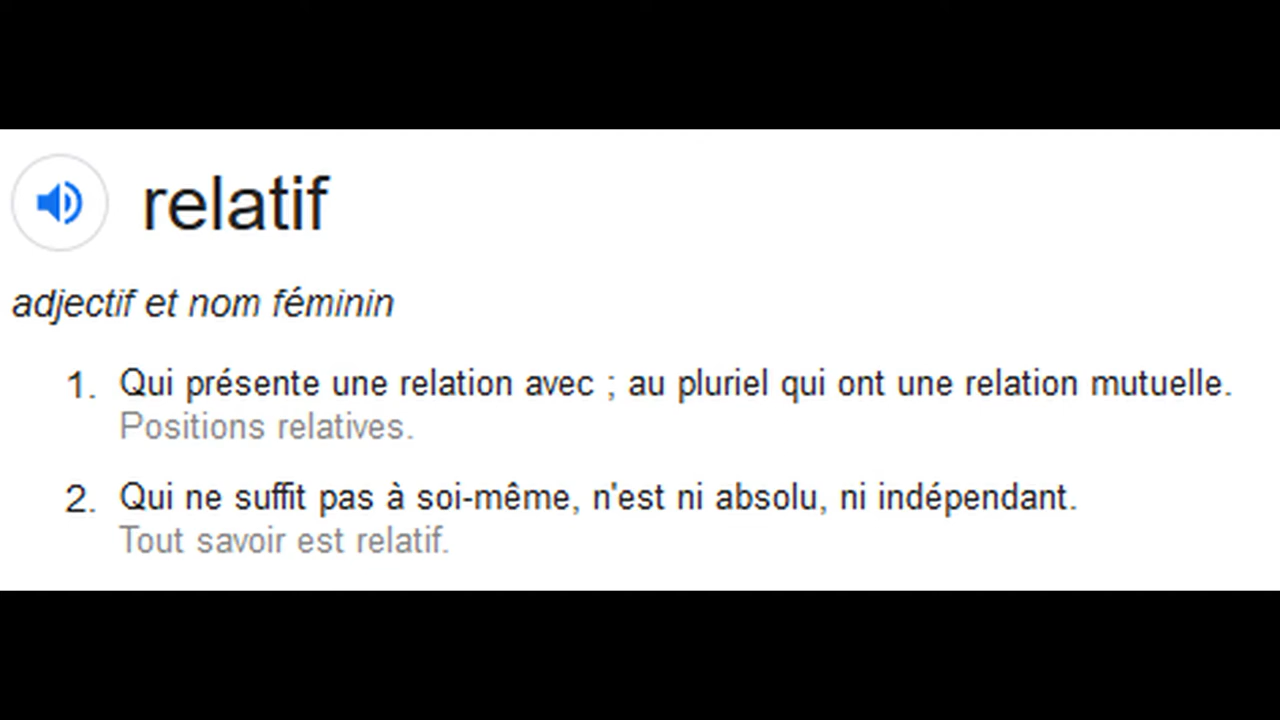 relatif
adjectif et nom féminin
1. Qui présente une relation avec ; au pluriel qui ont une relation mutuelle.
Positions relatives.
2. Qui ne suffit pas à soi-même, n'est ni absolu, ni indépendant.
Tout savoir est relatif.